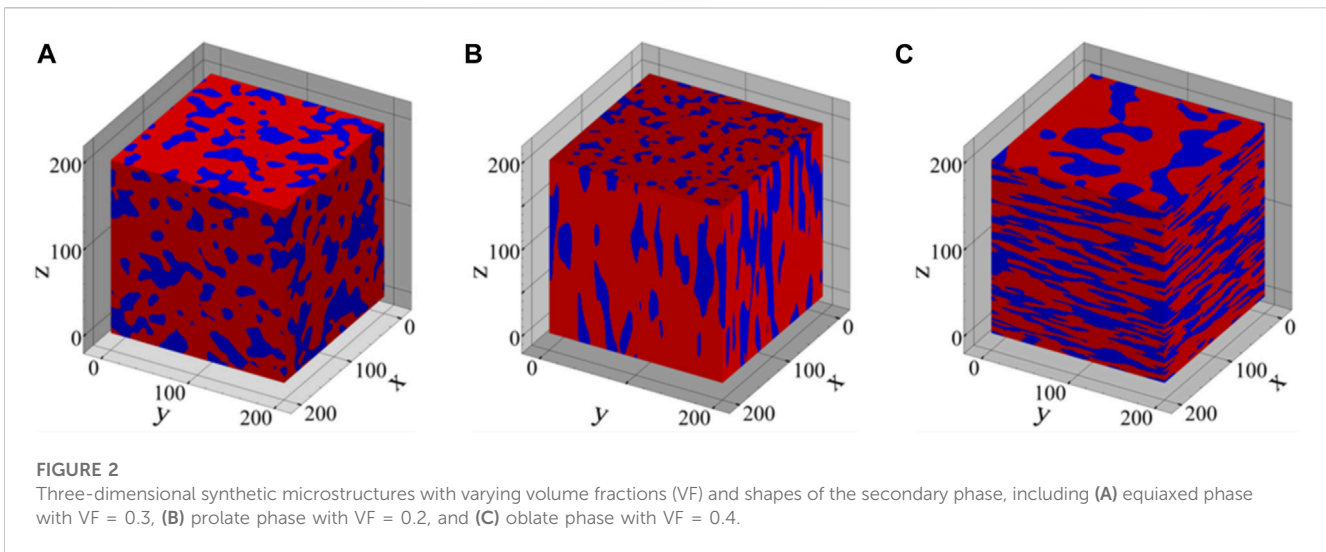 A
B
C
200
100
0
z
0
100
200
y
0
100
200
x
200
100
0
z
0
200
y
0
100
200
x
200
100
0
z
0
100
200
y
0
100
200
x
FIGURE 2
Three-dimensional synthetic microstructures with varying volume fractions (VF) and shapes of the secondary phase, including (A) equiaxed phase
with VF = 0.3, (B) prolate phase with VF = 0.2, and (C) oblate phase with VF = 0.4.